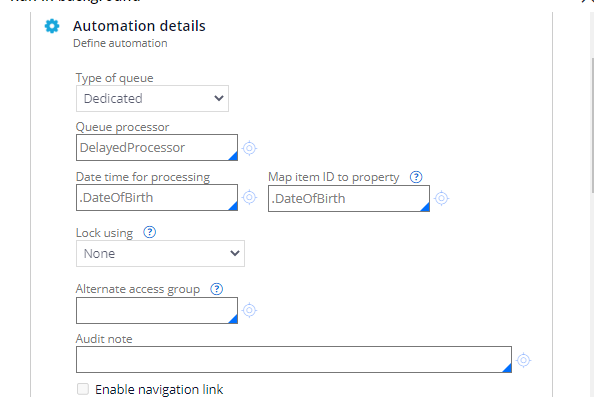 Run in background
Automation details
Define automation
Type of queue
Dedicated
Queue processor
DelayedProcessor
Date time for processing
Map item ID to property ?
.DateOfBirth
.DateOfBirth
Lock using ?
None
Alternate access group ?
Audit note
Enable navigation link